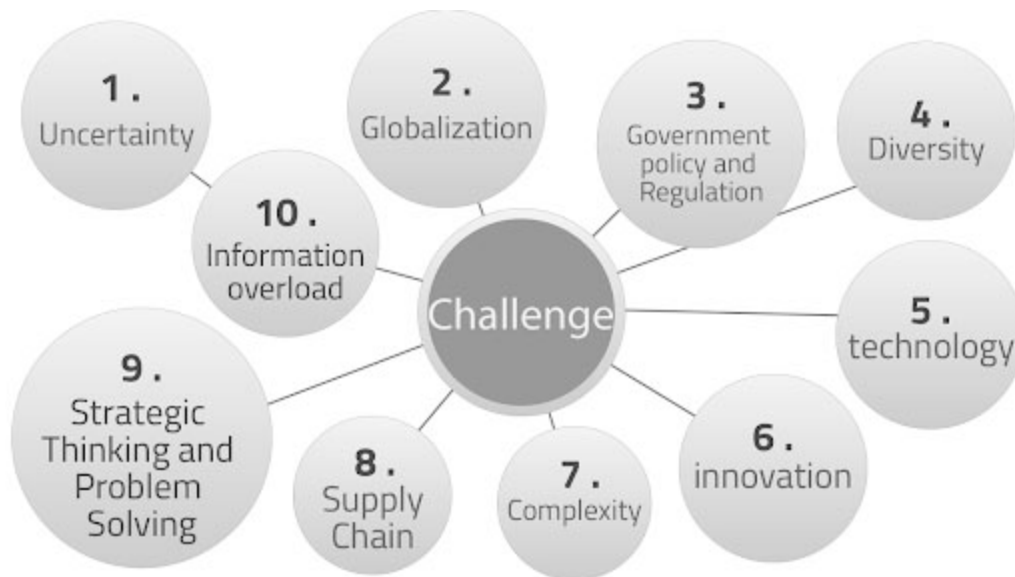 1 .
Uncertainty
2 .
Globalization
3 .
Government
policy and
Regulation
4 .
Diversity
10 .
Information
overload
Challenge
5 .
technology
9 .
Strategic
Thinking and
Problem
Solving
8 .
Supply
Chain
7 .
Complexity
6 .
innovation